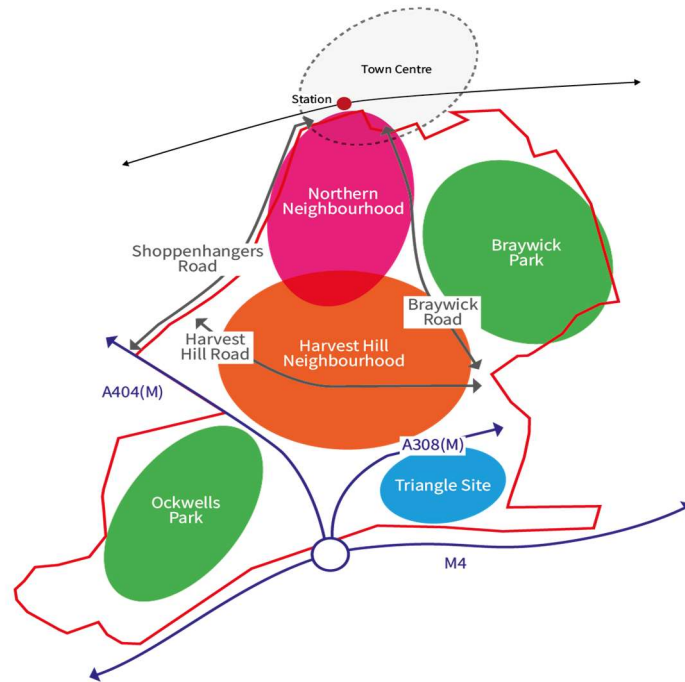 Town Centre
Station
Northern
Neighbourhood
Shoppenhangers
Road
Braywick
Park
Braywick
Road
Harvest
Hill Road
Harvest Hill
Neighbourhood
A404(M)
A308(M)
Triangle Site
Ockwells
Park
M4